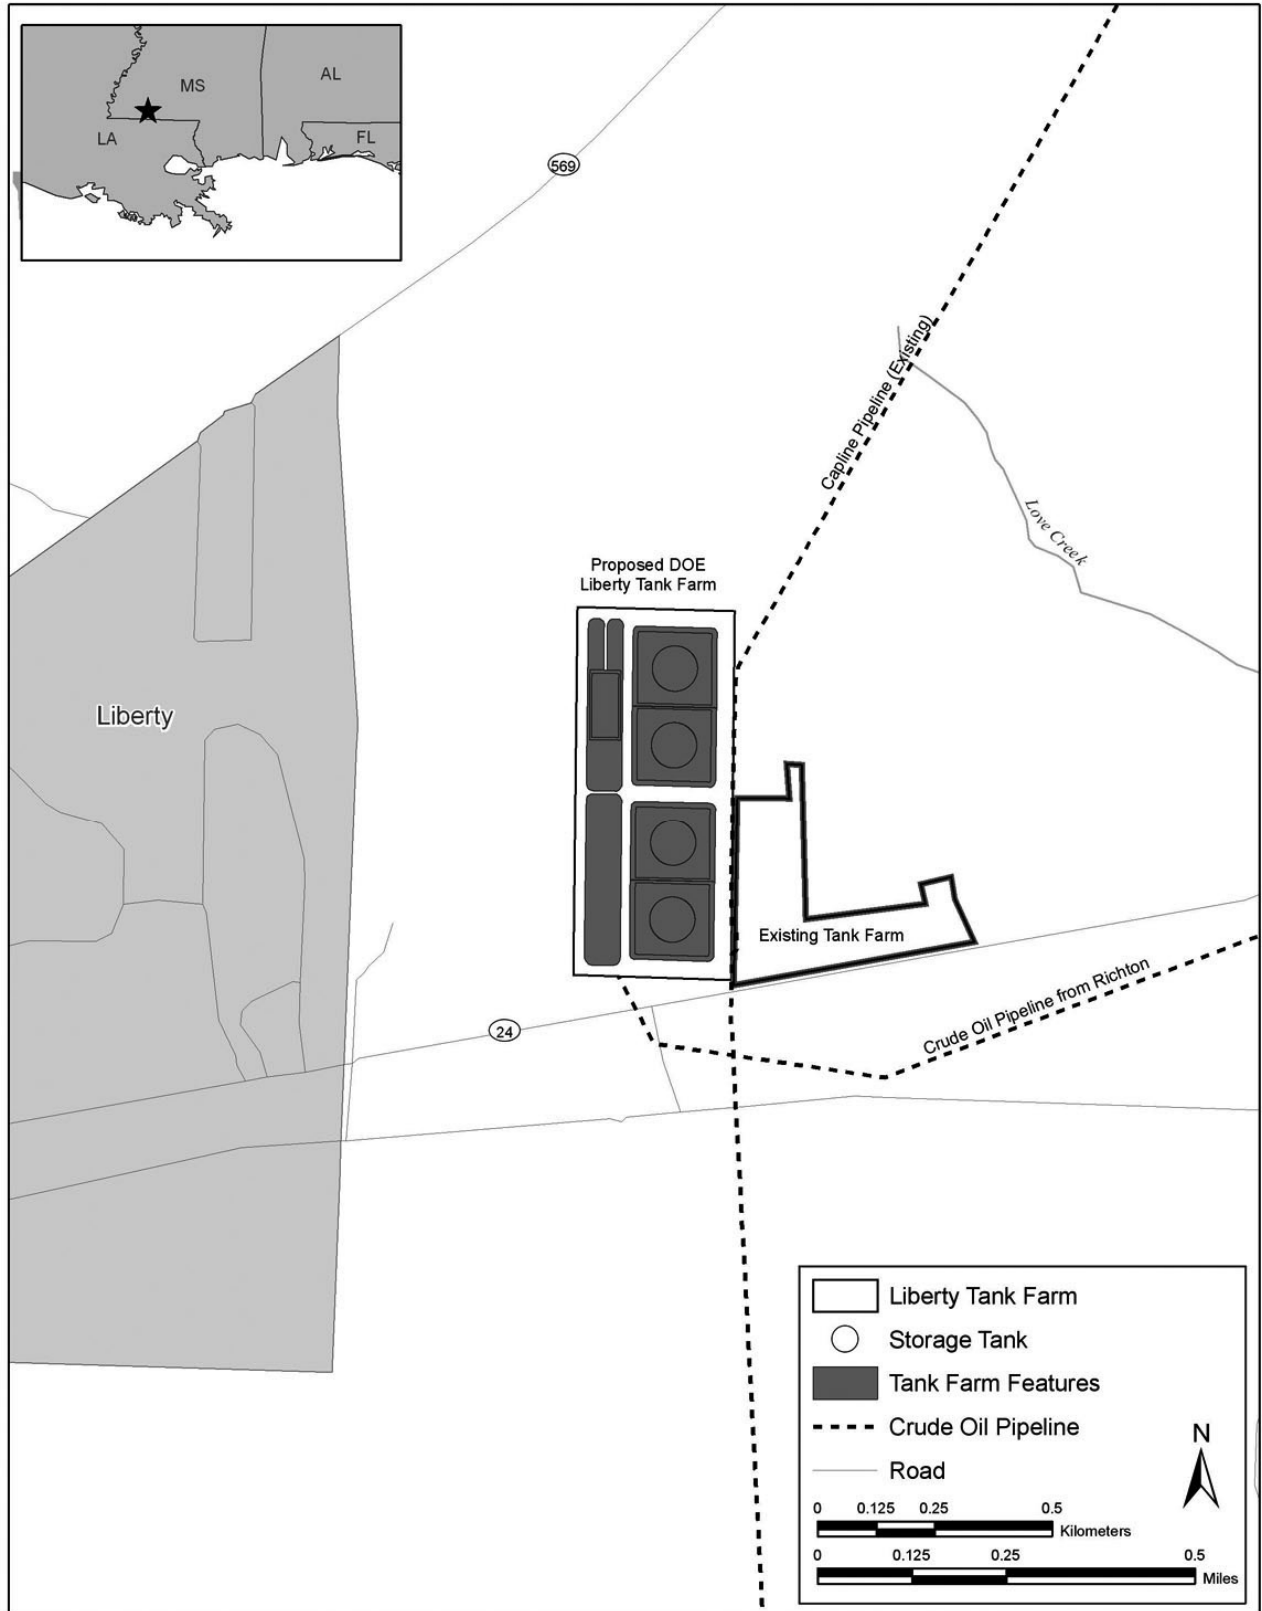 MS
AL
LA
FL
569
Capline Pipeline (Existing)
Love Creek
Proposed DOE
Liberty Tank Farm
Liberty
Existing Tank Farm
Crude Oil Pipeline from Richton
24
Liberty Tank Farm
Storage Tank
Tank Farm Features
Crude Oil Pipeline
Road
N
0 0.125 0.25 0.5
Kilometers
0 0.125 0.25 0.5
Miles